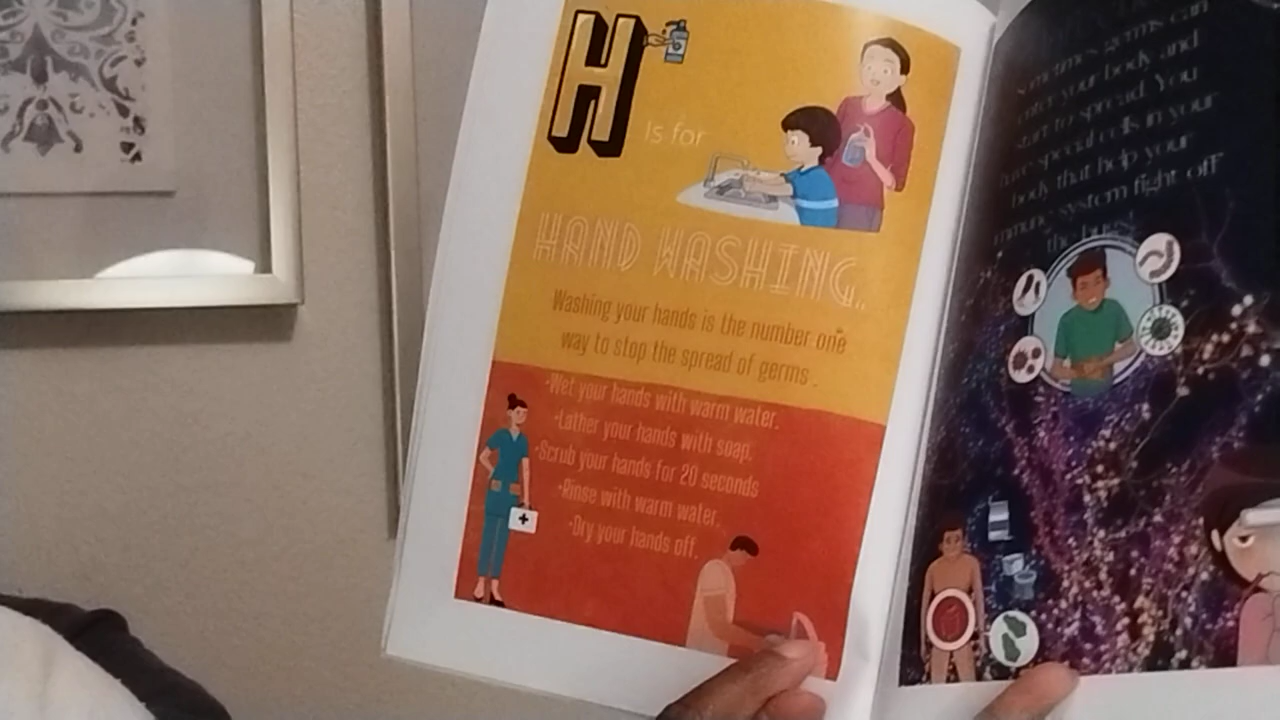 H
Is for
HAND WASHING.
Washing your hands is the number one
way to stop the spread of germs.
•Wet your hands with warm water.
•Lather your hands with soap.
•Scrub your hands for 20 seconds
•Rinse with warm water.
•Dry your hands off.
sometimes germs can
enter your body and
start to spread. You
have special cells in your
body that help your
immune system fight off
the bugs!